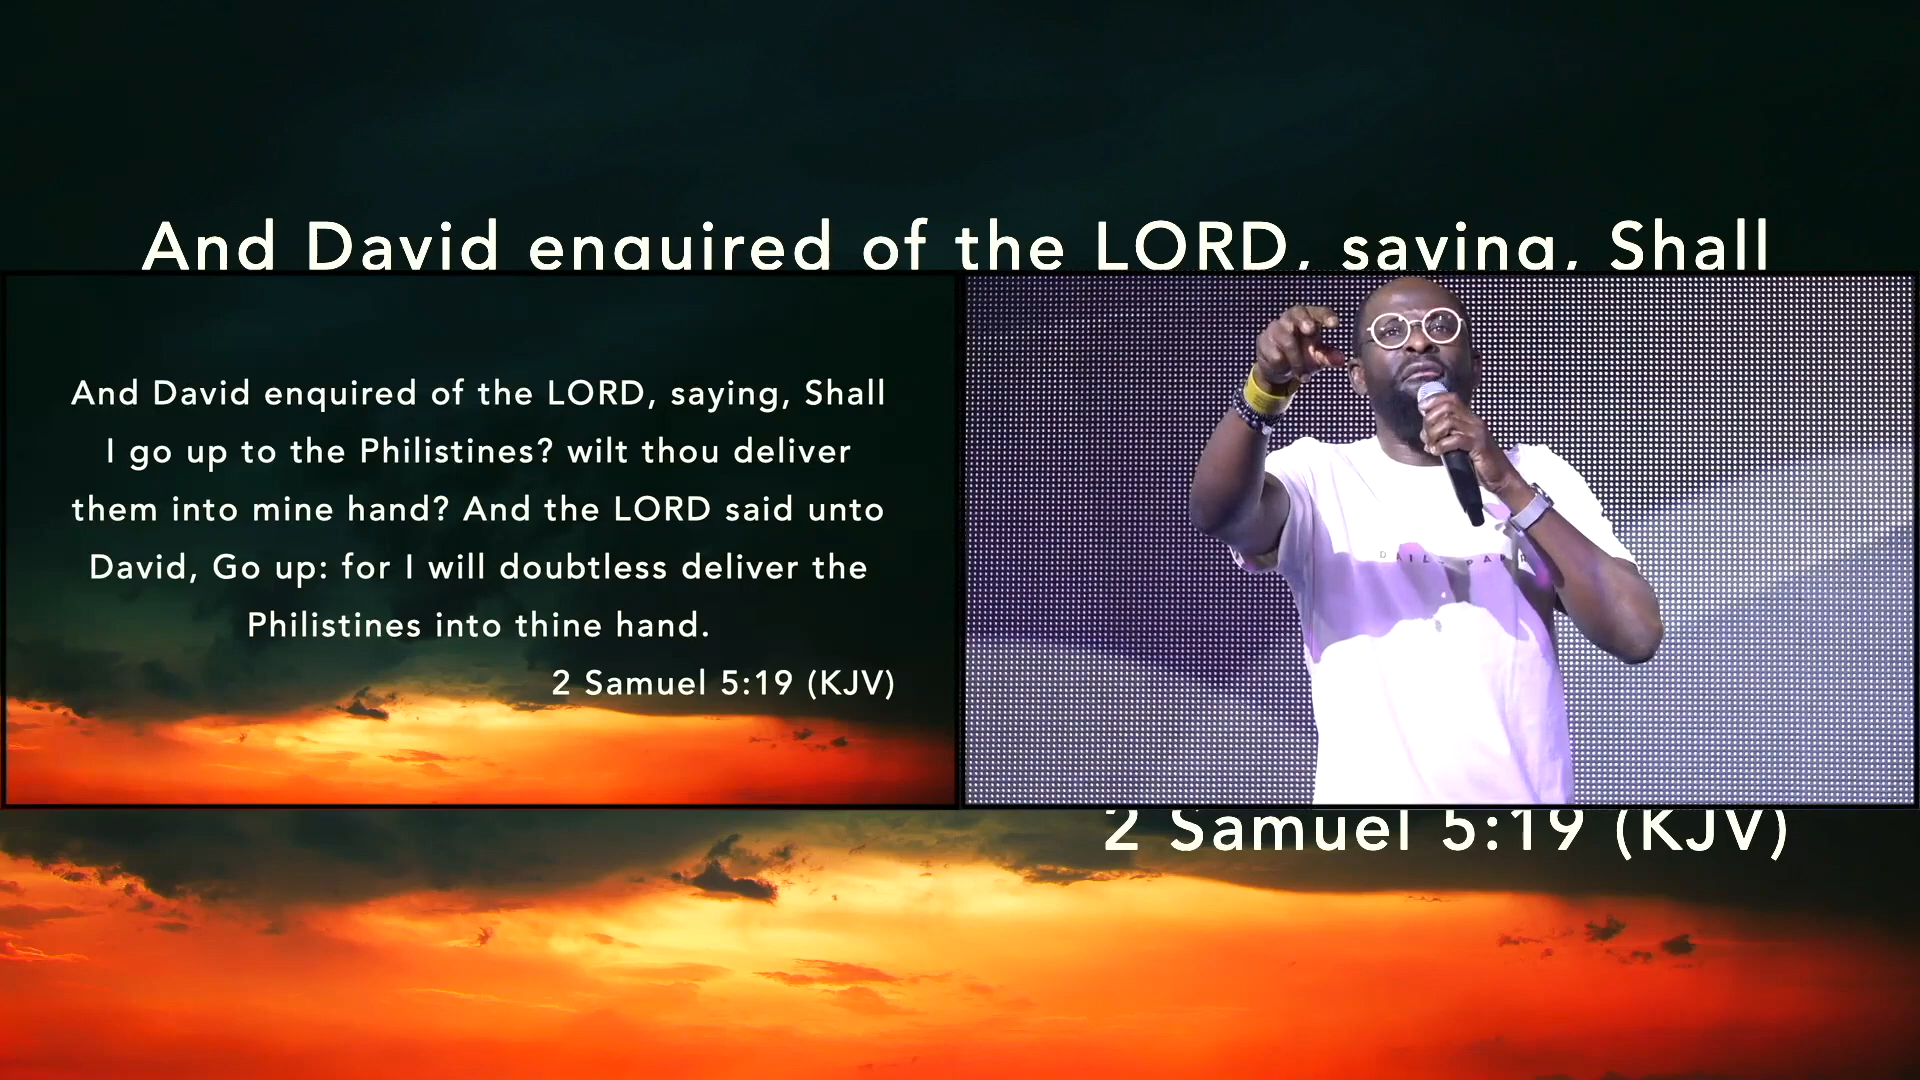 And David enquired of the LORD, saying, Shall
And David enquired of the LORD, saying, Shall
I go up to the Philistines? wilt thou deliver
them into mine hand? And the LORD said unto
David, Go up: for I will doubtless deliver the
Philistines into thine hand.
2 Samuel 5:19 (KJV)
2 Samuel 5:19 (KJV)